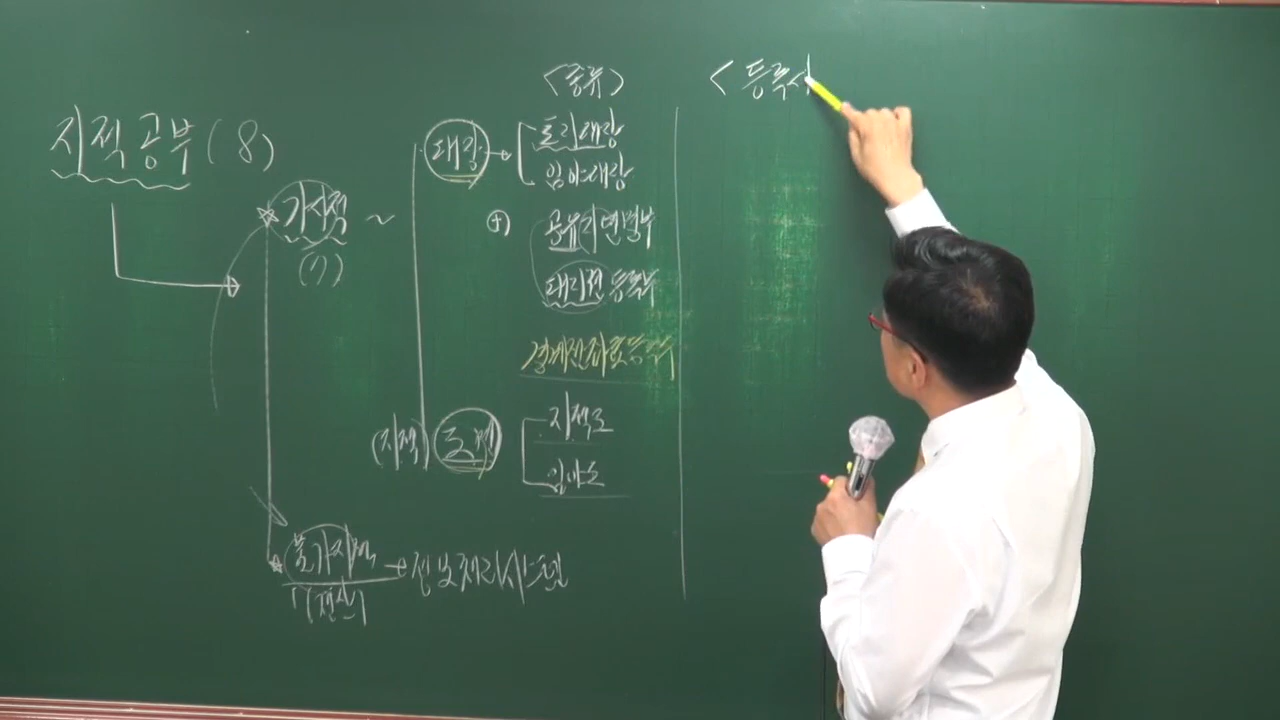 <종류>
<등록사
지적공부(8)
대장
토지대장
임야대장
가시적 ~
(7)
(+) 공유지연명부
대지권등록부
경계점좌표등록부
(지적)도면
지적도
임야도
불가시적 → 정보처리시스템
(전산)